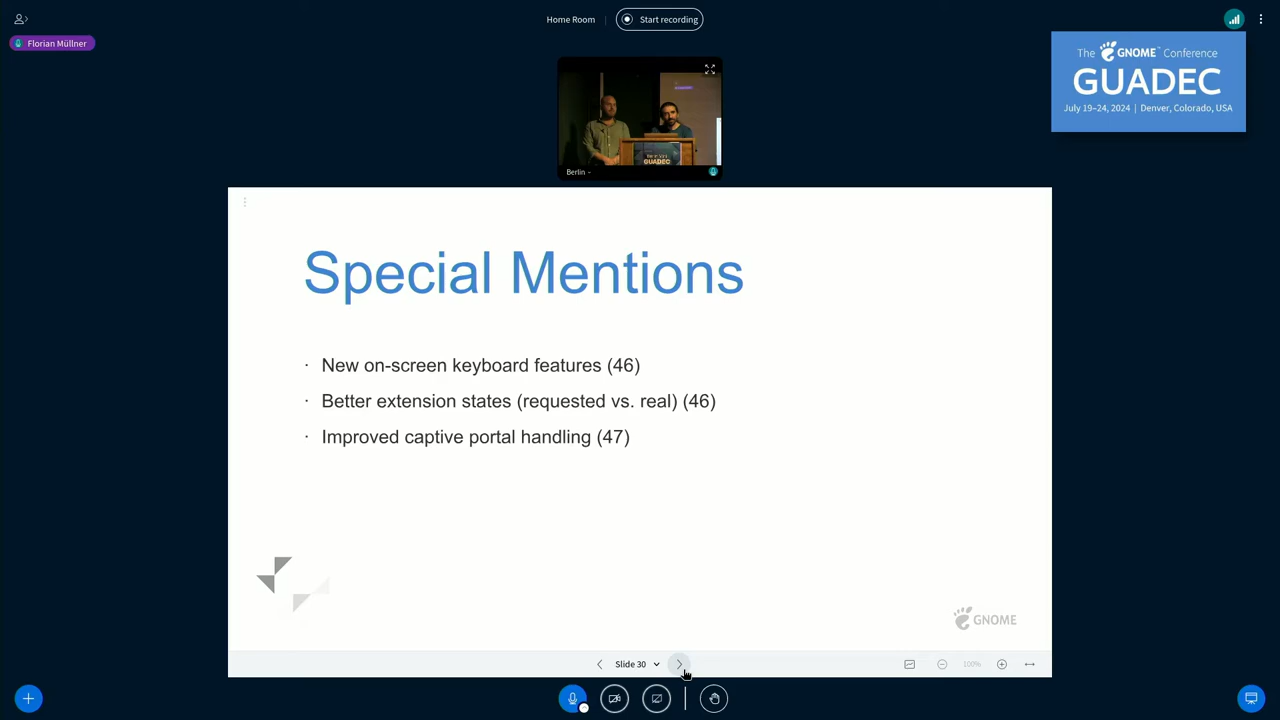 Home Room
Start recording
Florian Müllner
The GNOME™ Conference
GUADEC
July 19–24, 2024 | Denver, Colorado, USA
GUADEC
Berlin
Special Mentions
· New on-screen keyboard features (46)
· Better extension states (requested vs. real) (46)
· Improved captive portal handling (47)
GNOME
Slide 30
100%